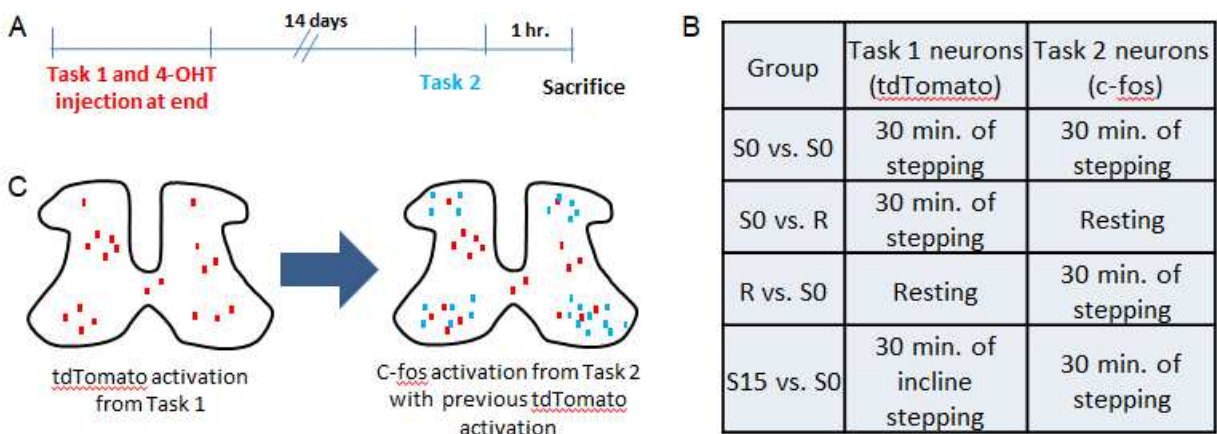 A
14 days
1 hr.
Task 1 and 4-OHT
injection at end
Task 2
Sacrifice
B
Group
Task 1 neurons
(tdTomato)
Task 2 neurons
(c-fos)
S0 vs. S0
30 min. of
stepping
30 min. of
stepping
S0 vs. R
30 min. of
stepping
Resting
R vs. S0
Resting
30 min. of
stepping
S15 vs. S0
30 min. of
incline
stepping
30 min. of
stepping
C
tdTomato activation
from Task 1
C-fos activation from Task 2
with previous tdTomato
activation